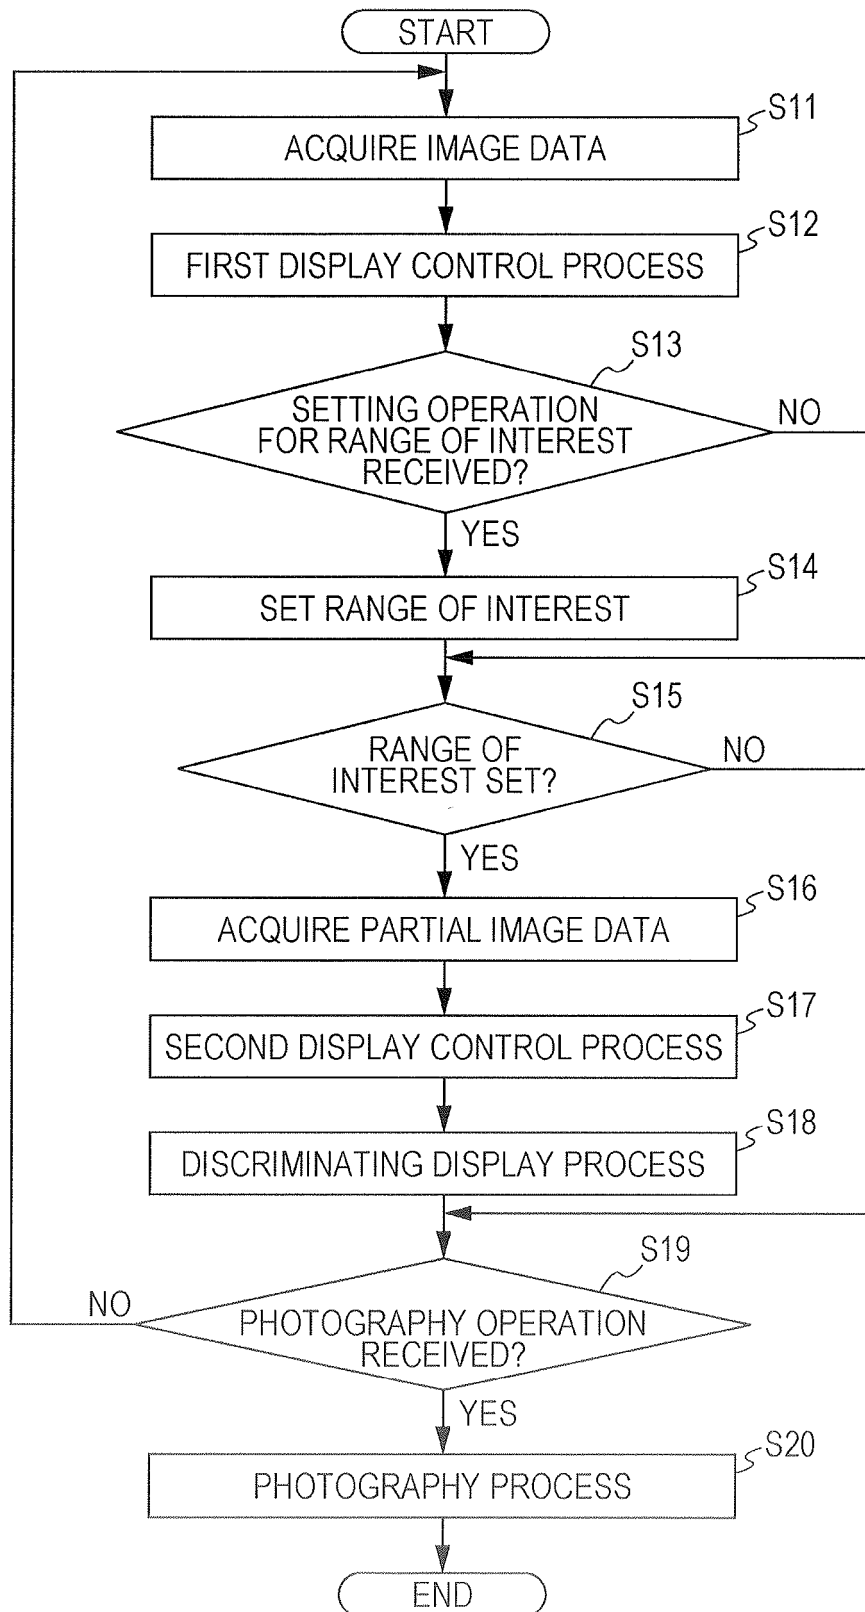 START
S11
ACQUIRE IMAGE DATA
S12
FIRST DISPLAY CONTROL PROCESS
S13
SETTING OPERATION
FOR RANGE OF INTEREST
RECEIVED?
NO
YES
S14
SET RANGE OF INTEREST
S15
RANGE OF
INTEREST SET?
NO
YES
S16
ACQUIRE PARTIAL IMAGE DATA
S17
SECOND DISPLAY CONTROL PROCESS
S18
DISCRIMINATING DISPLAY PROCESS
S19
NO
PHOTOGRAPHY OPERATION
RECEIVED?
YES
S20
PHOTOGRAPHY PROCESS
END